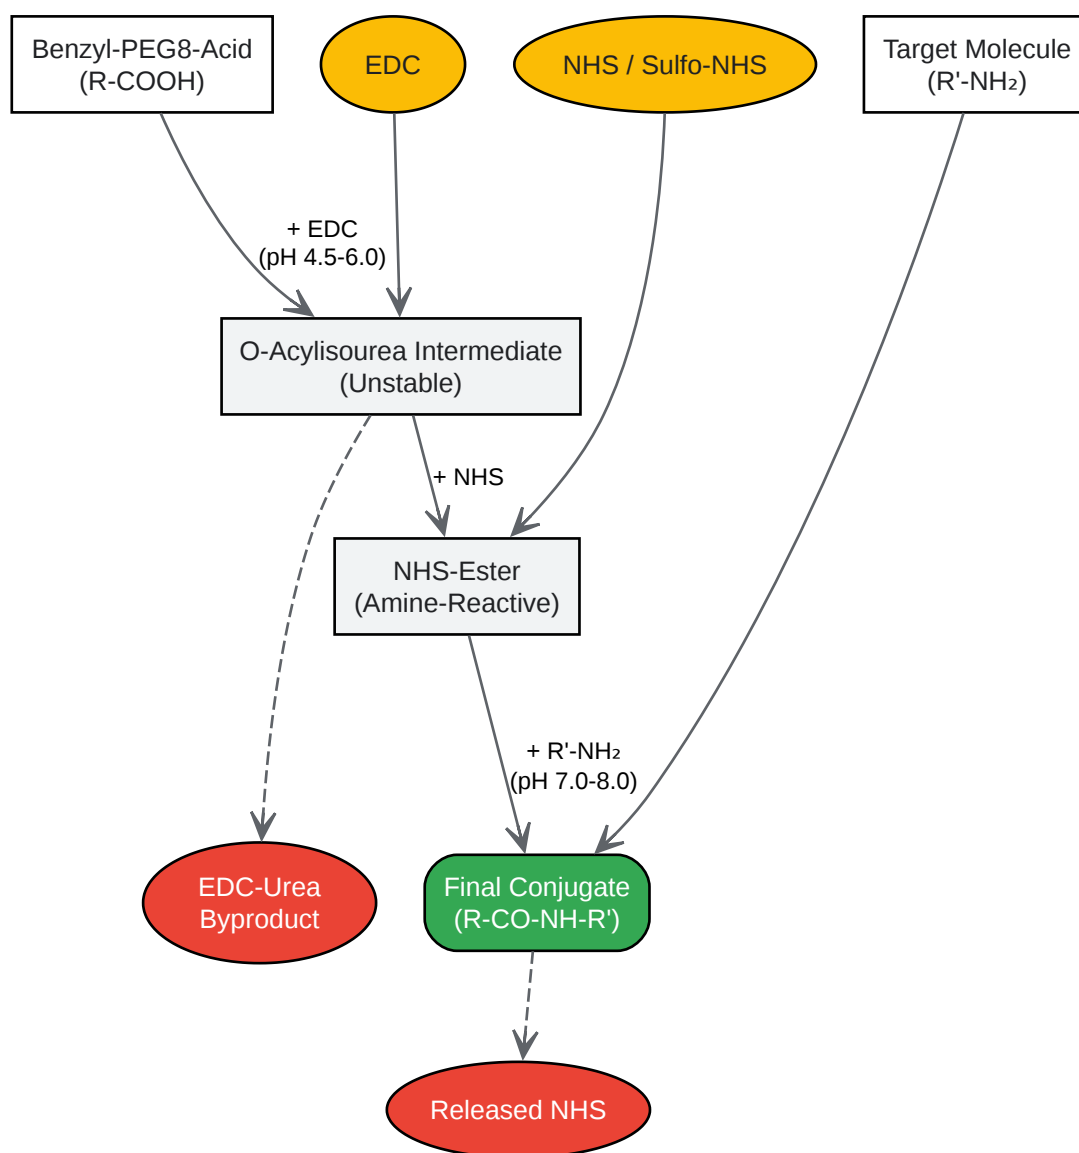 Benzyl-PEG8-Acid
(R-COOH)
EDC
NHS / Sulfo-NHS
Target Molecule
(R'-NH₂)
+ EDC
(pH 4.5-6.0)
O-Acylisourea Intermediate
(Unstable)
+ NHS
NHS-Ester
(Amine-Reactive)
+ R'-NH₂
(pH 7.0-8.0)
EDC-Urea
Byproduct
Final Conjugate
(R-CO-NH-R')
Released NHS